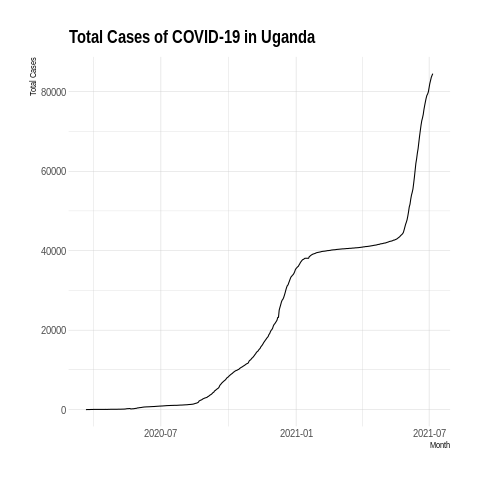 Total Cases of COVID-19 in Uganda
Total Cases
80000
60000
40000
20000
0
2020-07
2021-01
2021-07
Month